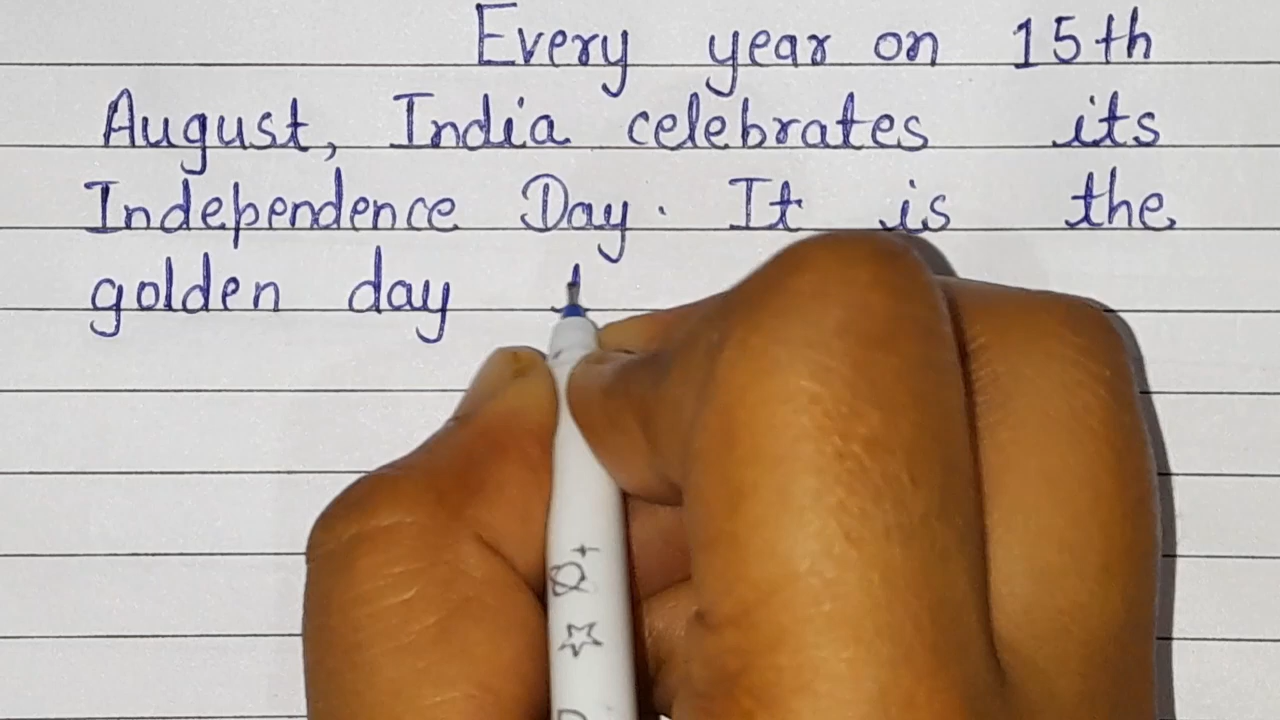 Every year on 15th
August, India celebrates its
Independence Day. It is the
golden day